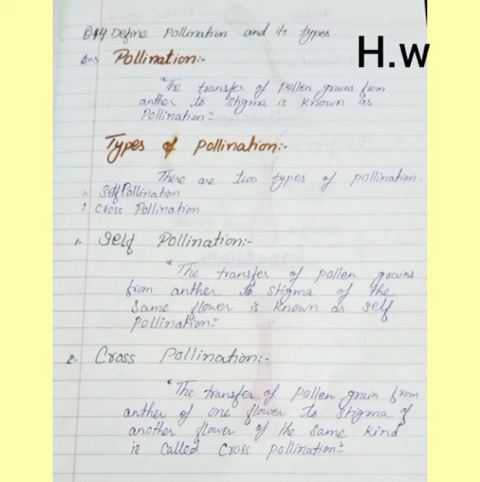 Q14 Define Pollination and its types.
H.w
Ans Pollination:-
"The transfer of pollen grains from
anther to stigma is known as
Pollination:"
Types of Pollination:-
There are two types of pollination.
1. Self Pollination
2. Cross Pollination
1. Self Pollination:-
"The transfer of pollen grains
from anther to stigma of the
same flower is known as self
pollination:"
2. Cross Pollination:-
"The transfer of pollen grain from
anther of one flower to stigma of
another flower of the same kind
is called cross pollination:"